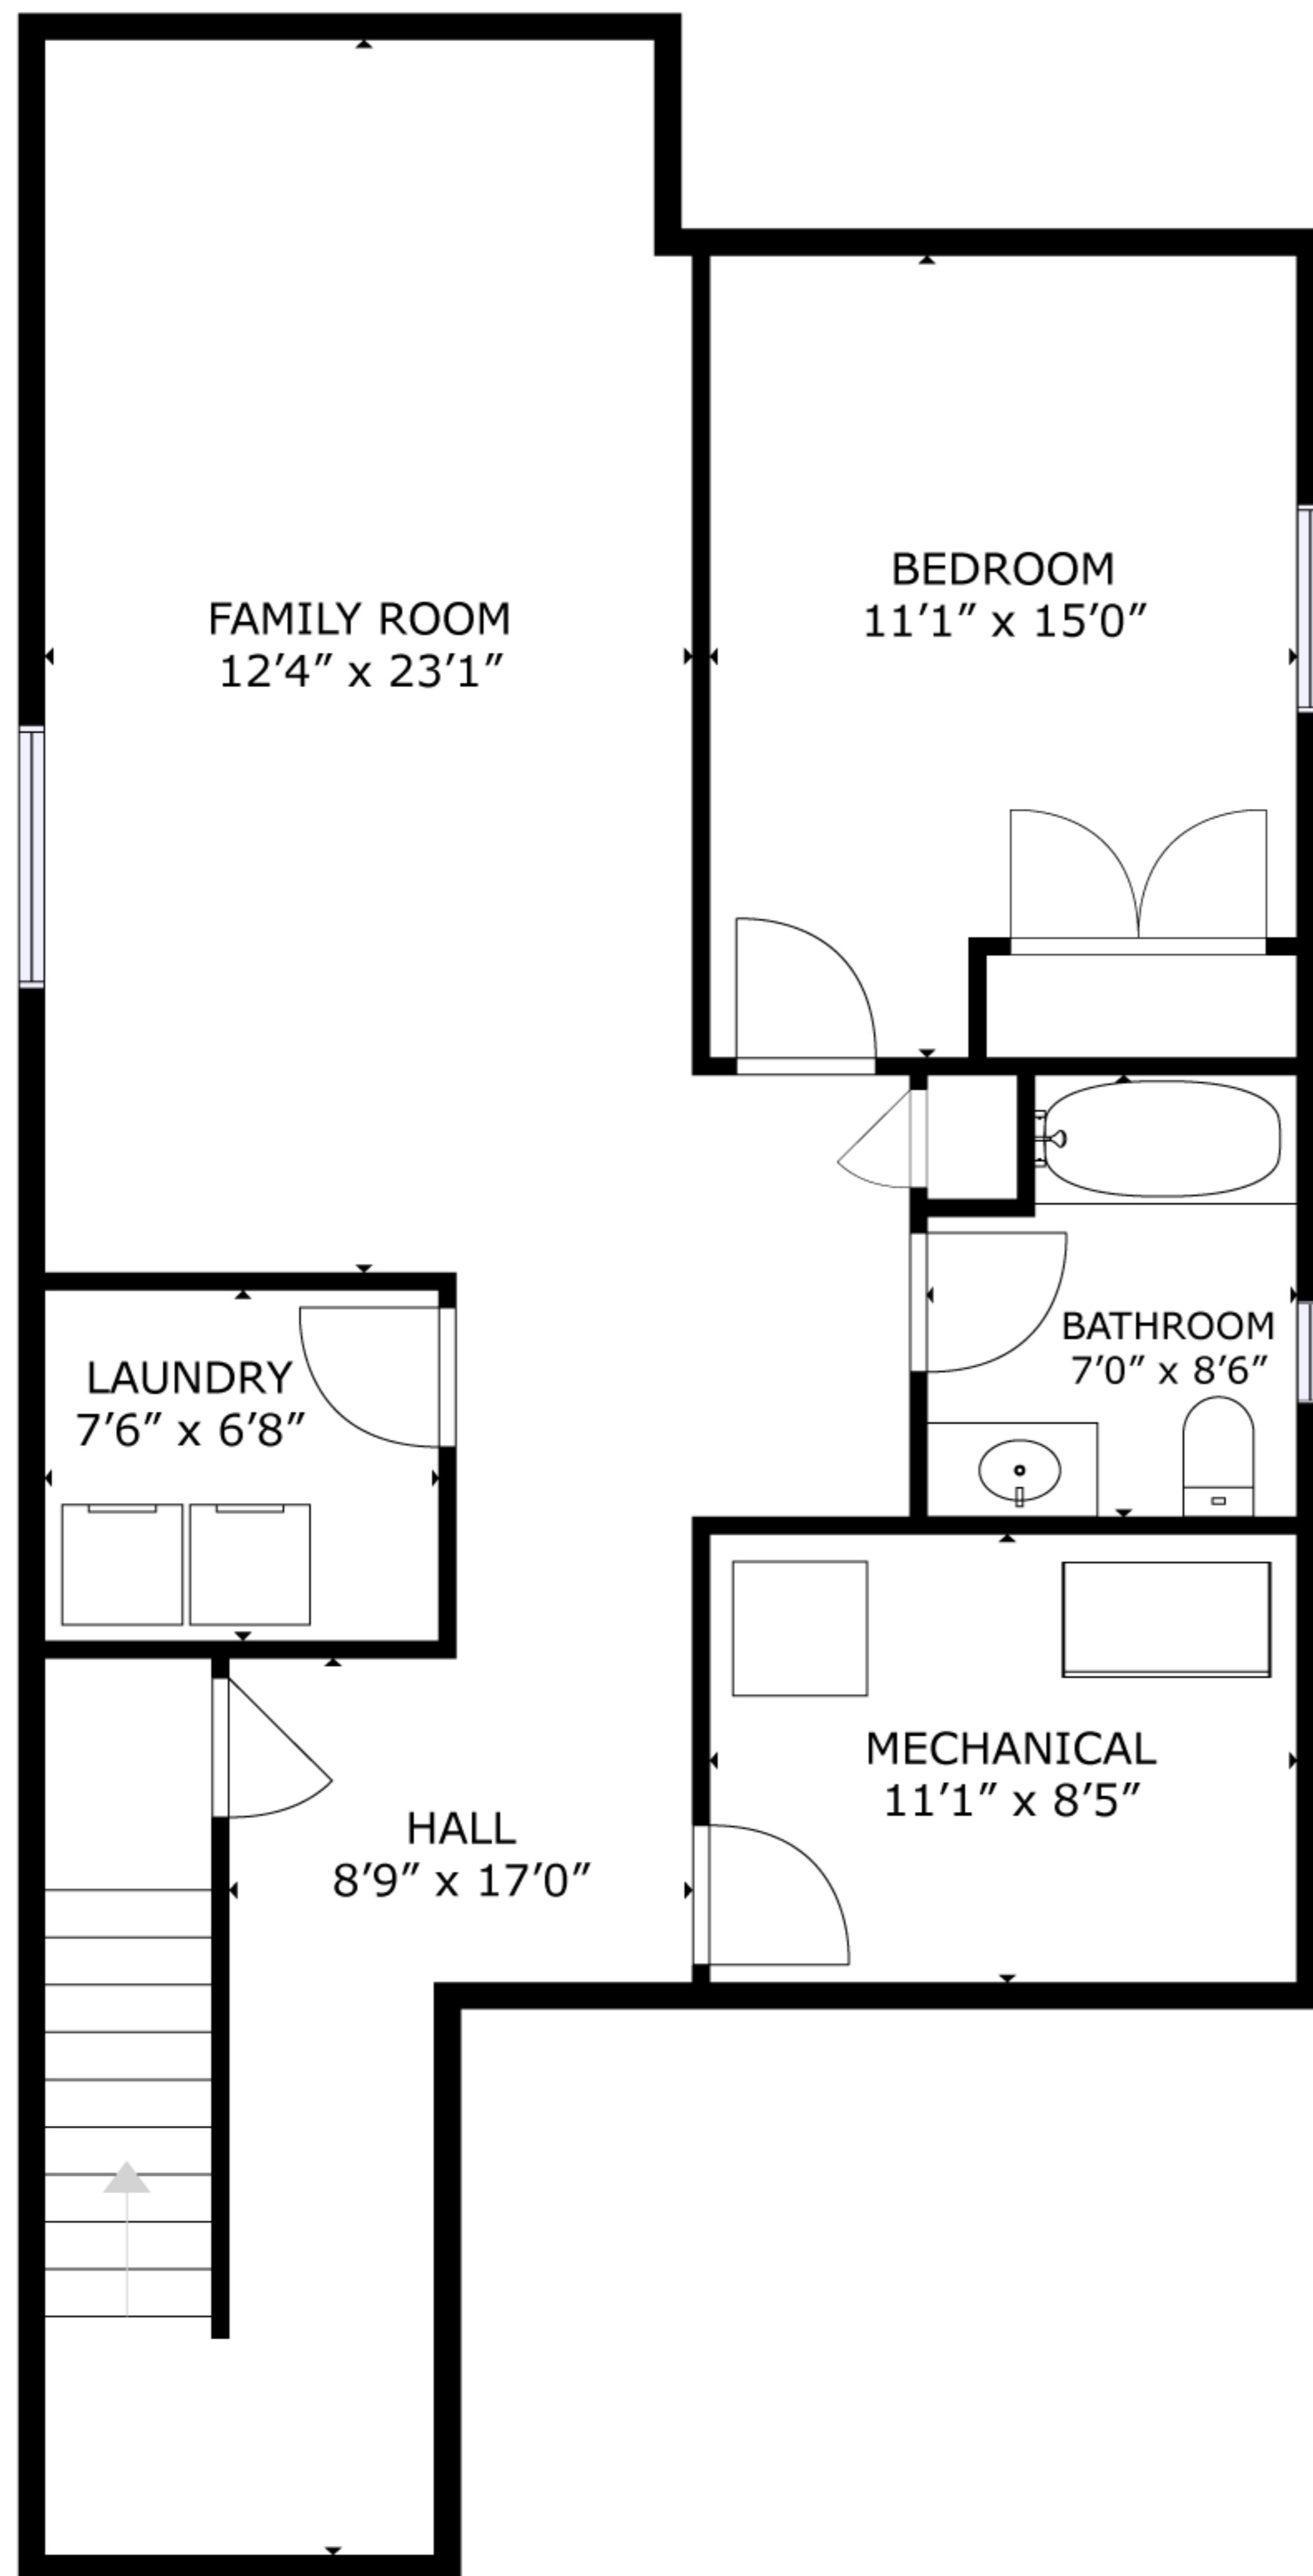 FAMILY ROOM
12’4” x 23’1”
BEDROOM
11’1” x 15’0”
BATHROOM
7’0” x 8’6”
LAUNDRY
7’6” x 6’8”
MECHANICAL
11’1” x 8’5”
HALL
8’9” x 17’0”